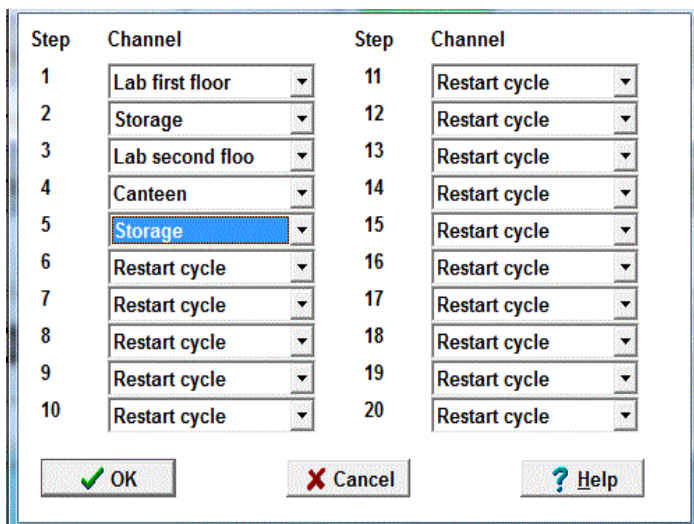 Step Channel Step Channel
1 Lab first floor 11 Restart cycle
2 Storage 12 Restart cycle
3 Lab second floo 13 Restart cycle
4 Canteen 14 Restart cycle
5 Storage 15 Restart cycle
6 Restart cycle 16 Restart cycle
7 Restart cycle 17 Restart cycle
8 Restart cycle 18 Restart cycle
9 Restart cycle 19 Restart cycle
10 Restart cycle 20 Restart cycle
OK Cancel Help